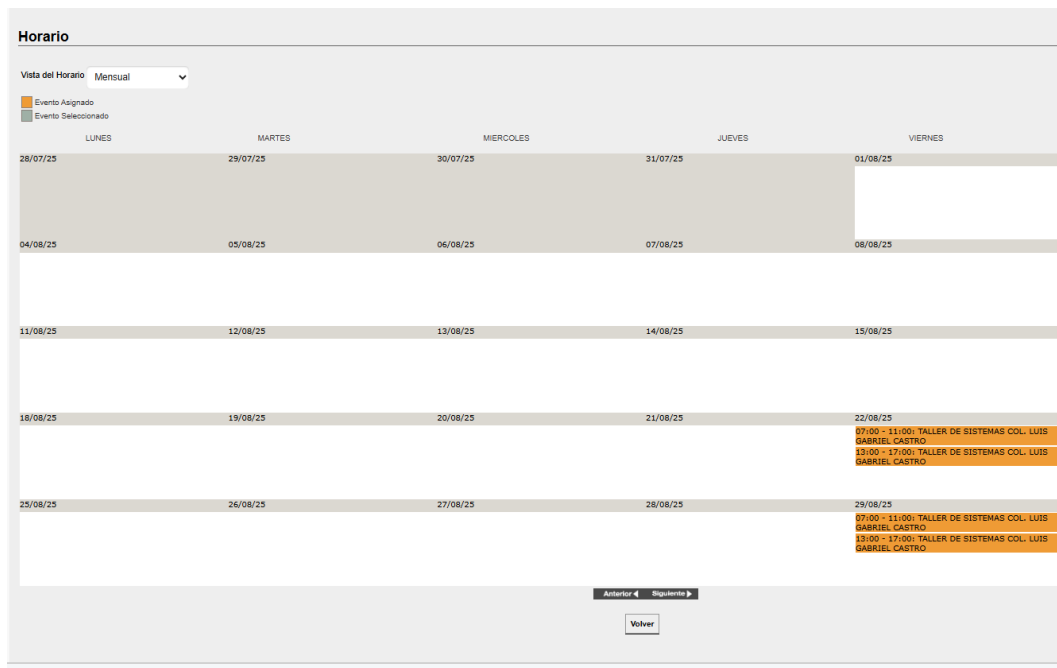 Horario
Vista del Horario Mensual
Evento Asignado
Evento Seleccionado
LUNES MARTES MIERCOLES JUEVES VIERNES
28/07/25 29/07/25 30/07/25 31/07/25 01/08/25
04/08/25 05/08/25 06/08/25 07/08/25 08/08/25
11/08/25 12/08/25 13/08/25 14/08/25 15/08/25
18/08/25 19/08/25 20/08/25 21/08/25 22/08/25
07:00 - 11:00: TALLER DE SISTEMAS COL. LUIS
GABRIEL CASTRO
13:00 - 17:00: TALLER DE SISTEMAS COL. LUIS
GABRIEL CASTRO
25/08/25 26/08/25 27/08/25 28/08/25 29/08/25
07:00 - 11:00: TALLER DE SISTEMAS COL. LUIS
GABRIEL CASTRO
13:00 - 17:00: TALLER DE SISTEMAS COL. LUIS
GABRIEL CASTRO
Anterior Siguiente
Volver